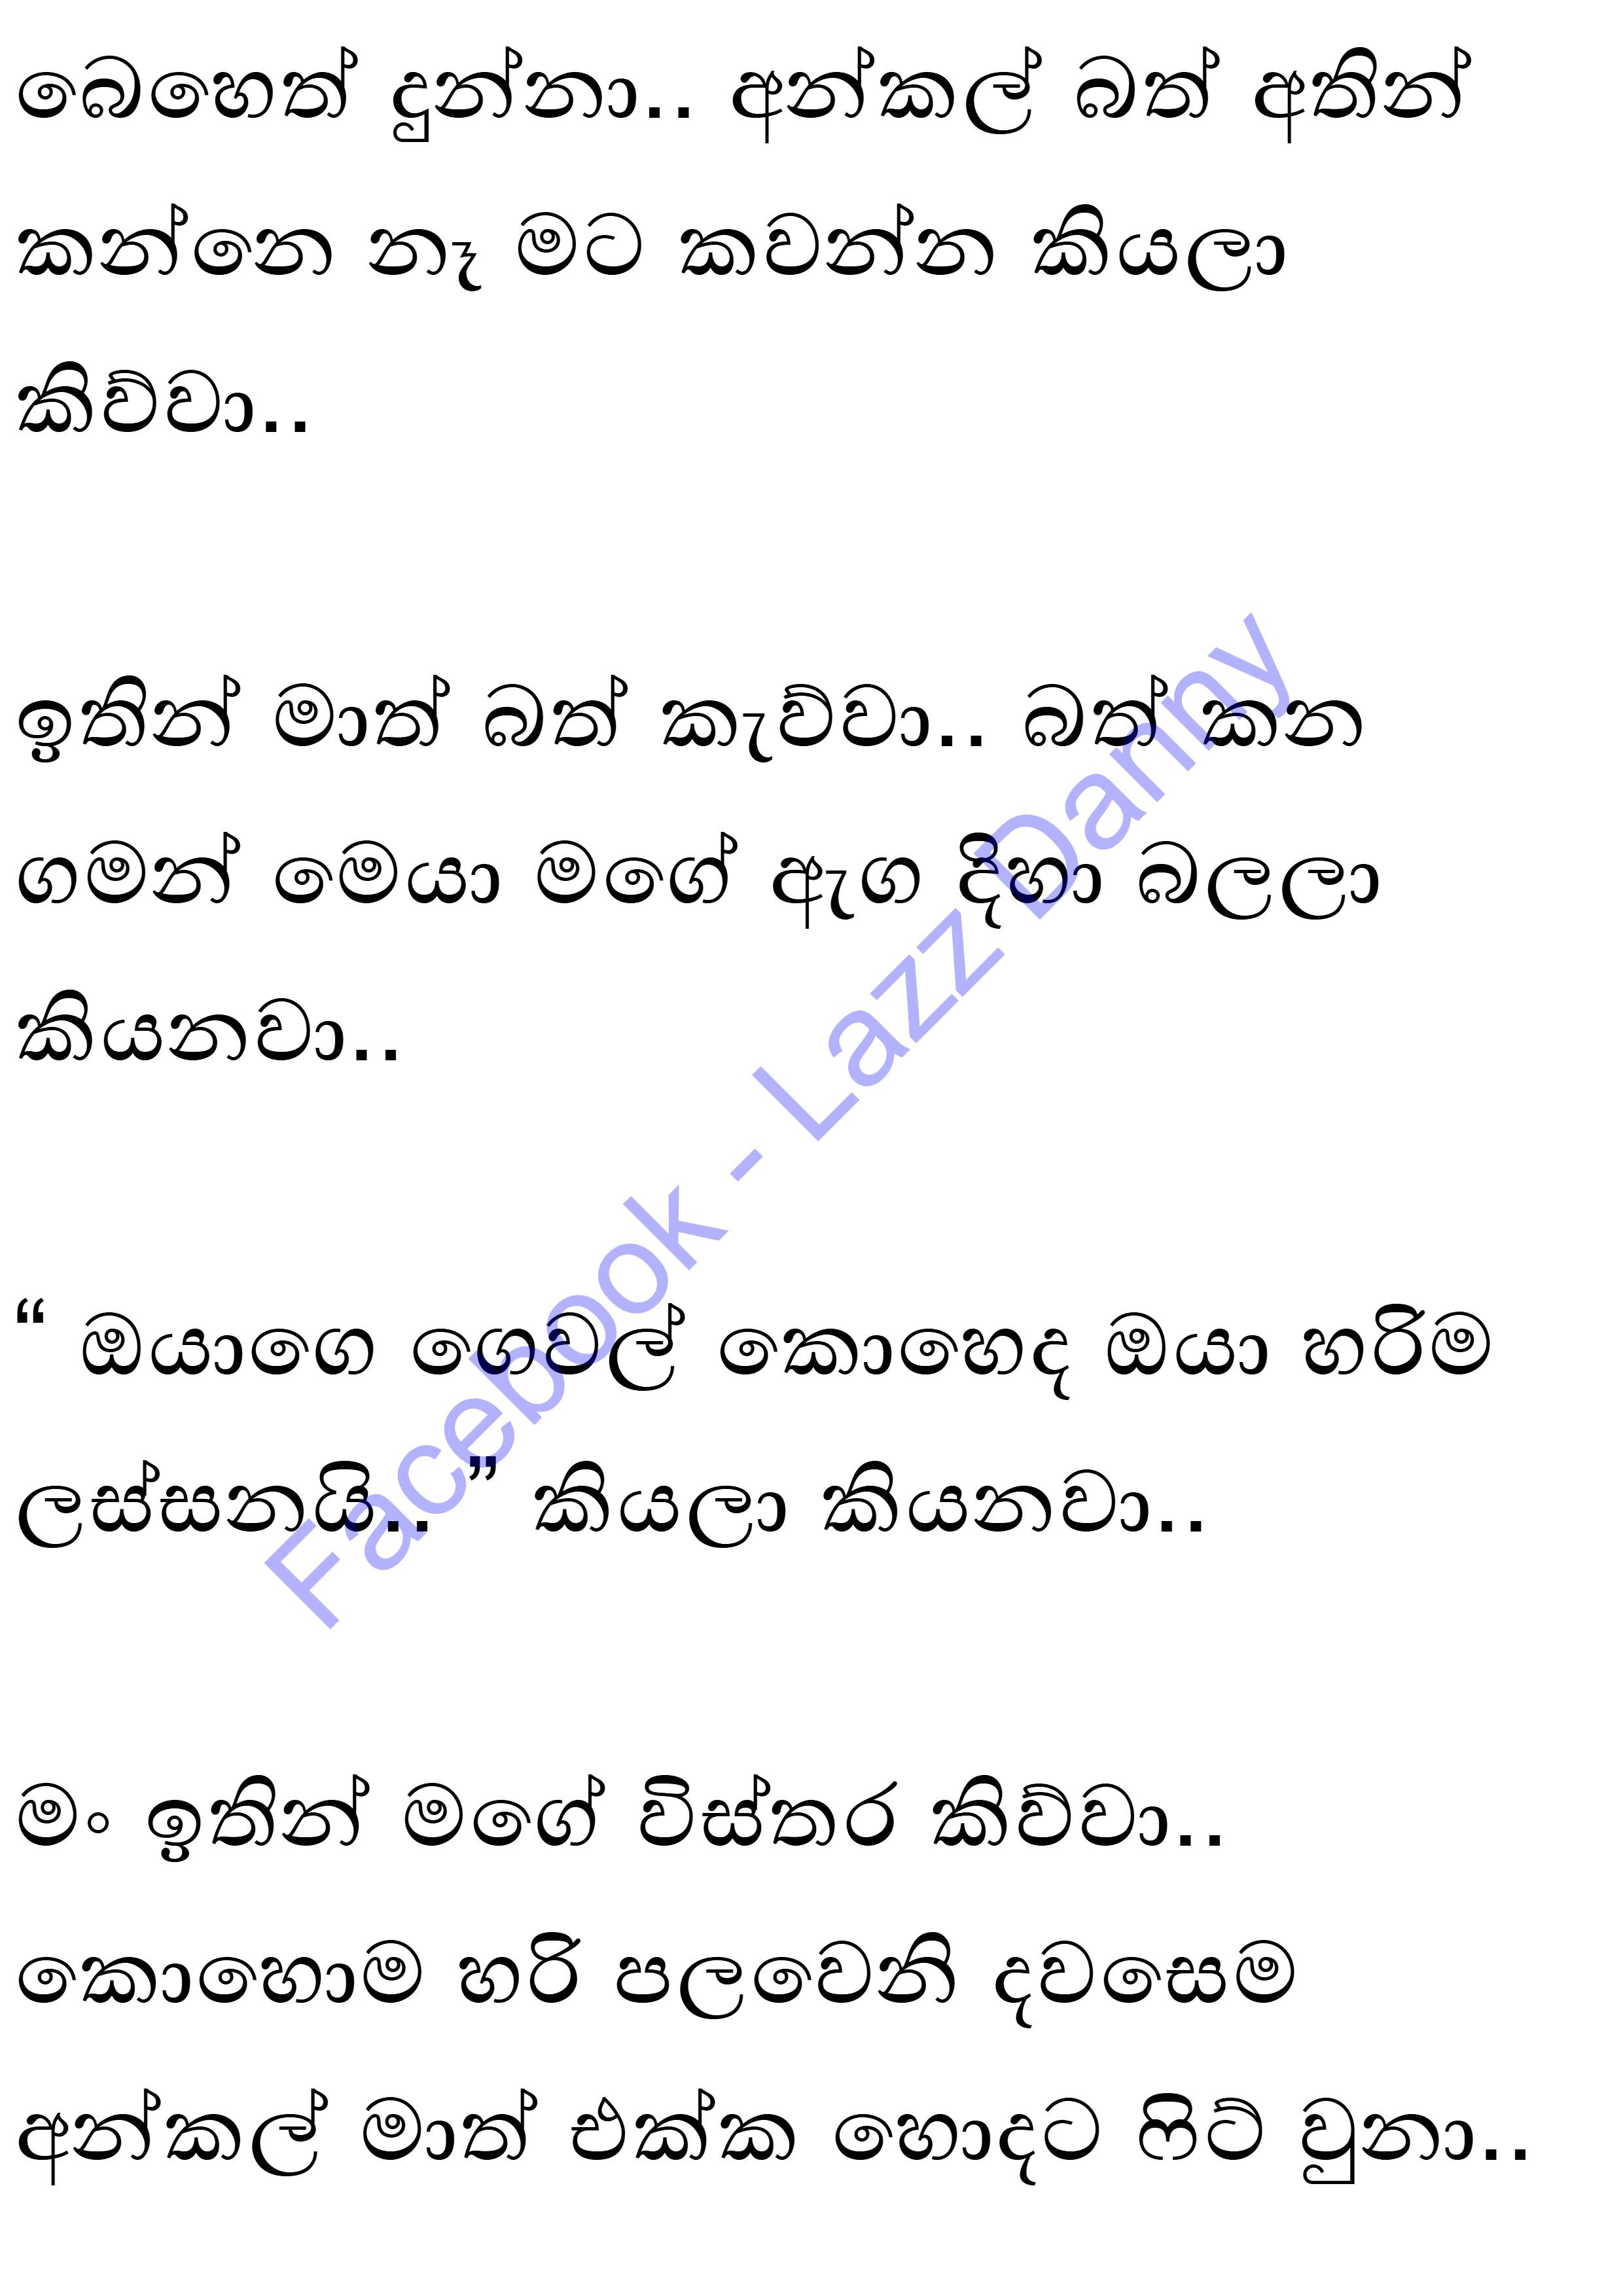 බෙහෙත් දුන්නා.. අන්කල් බත් අතින්
කන්නෙ නෑ මට කවන්න කියලා
කිව්වා..
ඉතින් මාත් බත් කැව්වා.. බත් කන
ගමන් මෙයා මගේ ඇග දිහා බලලා
කියනවා..
“ ඔයාගෙ ගෙවල් කොහෙද ඔයා හරිම
ලස්සනයි..” කියලා කියනවා..
මං ඉතින් මගේ විස්තර කිව්වා..
කොහොම හරි පලවෙනි දවසෙම
අන්කල් මාත් එක්ක හොදට ෆිට් වුනා..
Facebook - Lazz Danny